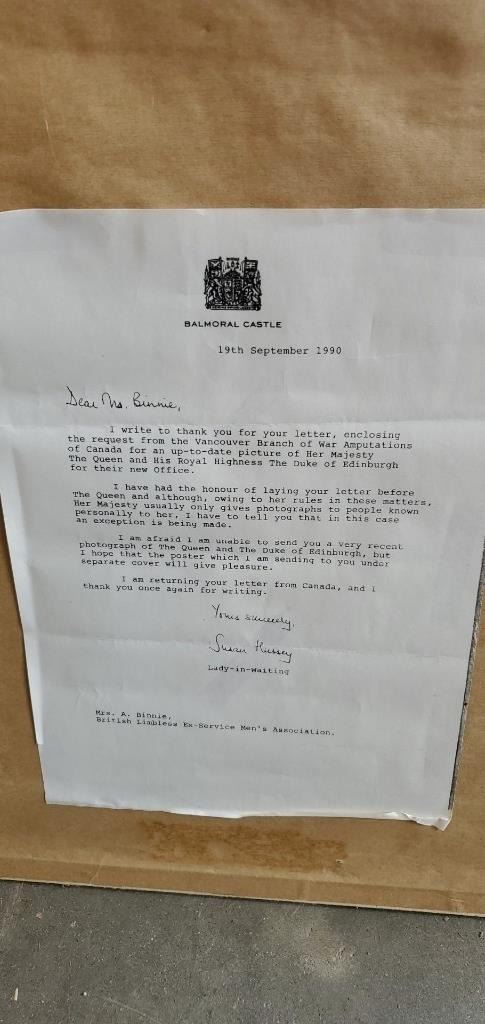 BALMORAL CASTLE
19th September 1990
Dear Mrs. Binnie,
I write to thank you for your letter, enclosing
the request from the Vancouver Branch of War Amputations
of Canada for an up-to-date picture of Her Majesty
The Queen and His Royal Highness The Duke of Edinburgh
for their new Office.
I have had the honour of laying your letter before
The Queen and although, owing to her rules in these matters,
Her Majesty usually only gives photographs to people known
personally to her, I have to tell you that in this case
an exception is being made.
I am afraid I am unable to send you a very recent
photograph of The Queen and The Duke of Edinburgh, but
I hope that the poster which I am sending to you under
separate cover will give pleasure.
I am returning your letter from Canada, and I
thank you once again for writing.
Yours sincerely,
Susan Hussey
Lady-in-Waiting
Mrs. A. Binnie,
British Limbless Ex-Service Men's Association.